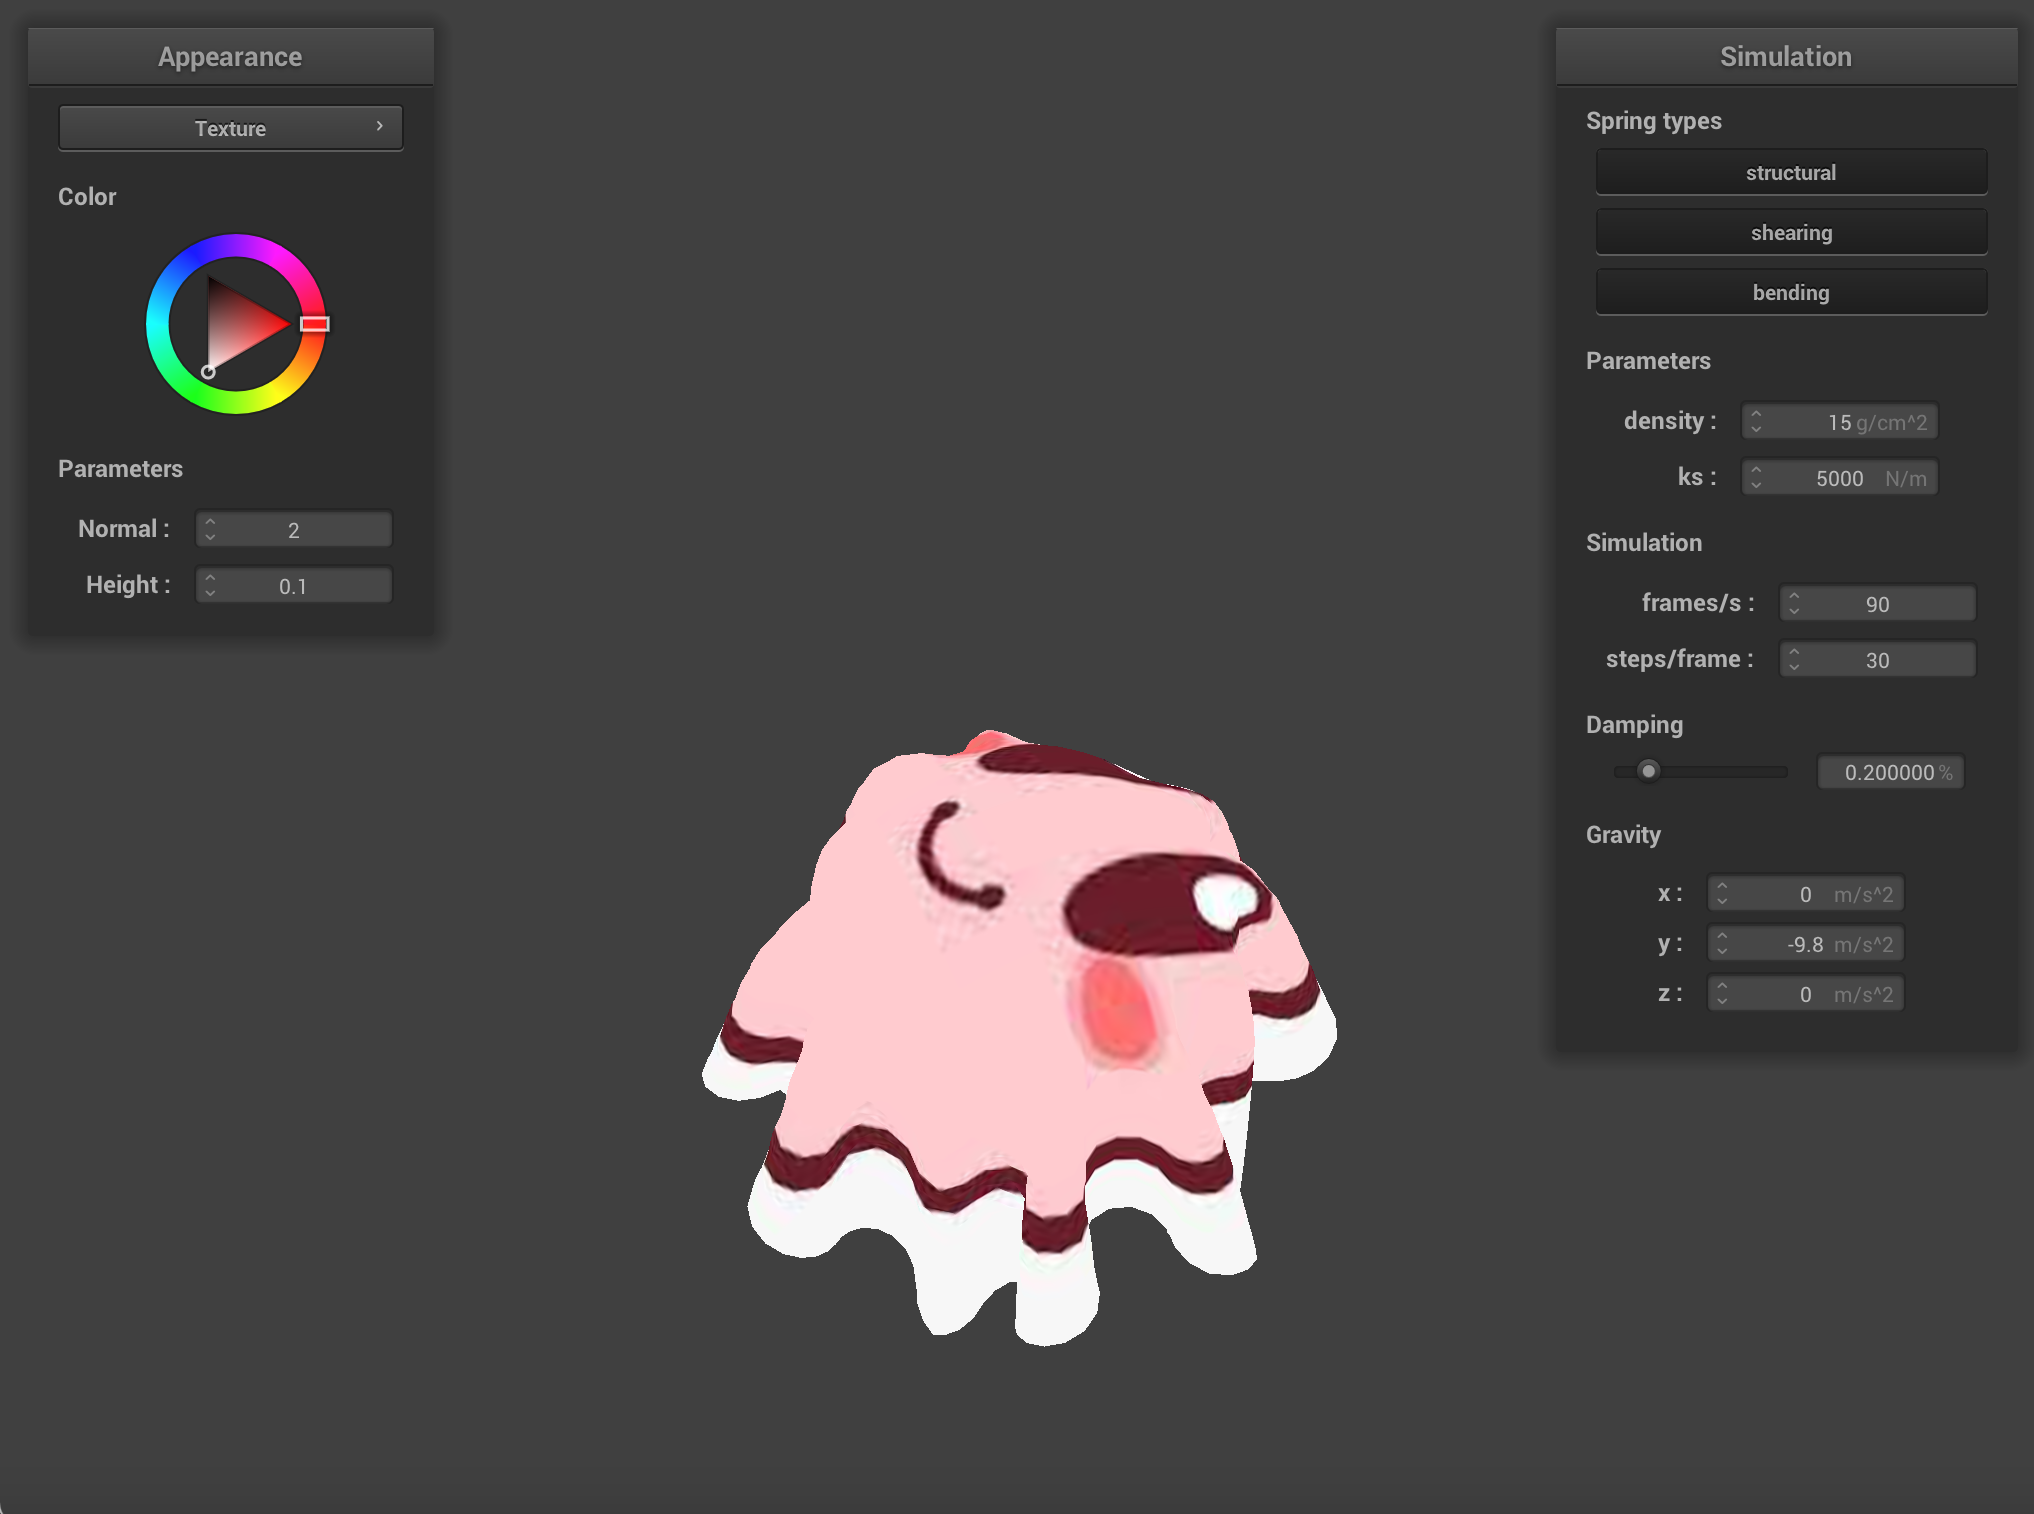 Appearance
Texture
Color
Parameters
Normal : 2
Height : 0.1
Simulation
Spring types
structural
shearing
bending
Parameters
density : 15 g/cm^2
ks : 5000 N/m
Simulation
frames/s : 90
steps/frame : 30
Damping
0.200000 %
Gravity
x : 0 m/s^2
y : -9.8 m/s^2
z : 0 m/s^2